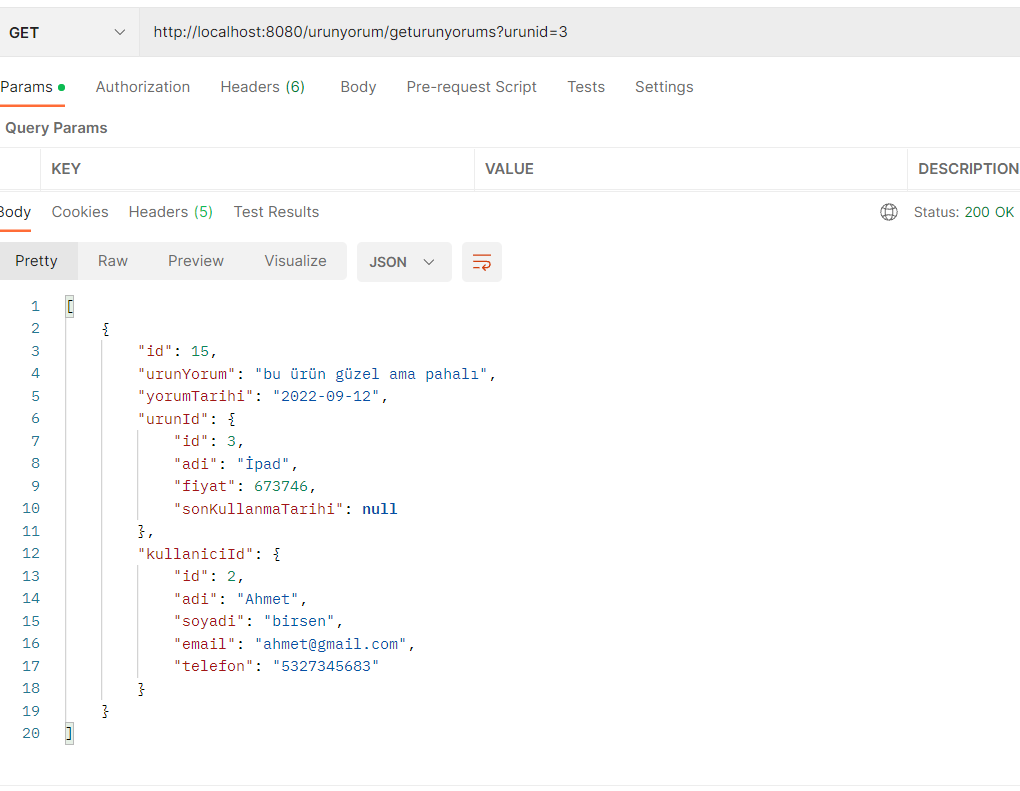 GET http://localhost:8080/urunyorum/geturunyorums?urunid=3
Params Authorization Headers (6) Body Pre-request Script Tests Settings
Query Params
KEY VALUE DESCRIPTION
Body Cookies Headers (5) Test Results Status: 200 OK
Pretty Raw Preview Visualize JSON
1 [
2 {
3 "id": 15,
4 "urunYorum": "bu ürün güzel ama pahalı",
5 "yorumTarihi": "2022-09-12",
6 "urunId": {
7 "id": 3,
8 "adi": "İpad",
9 "fiyat": 673746,
10 "sonKullanmaTarihi": null
11 },
12 "kullaniciId": {
13 "id": 2,
14 "adi": "Ahmet",
15 "soyadi": "birsen",
16 "email": "ahmet@gmail.com",
17 "telefon": "5327345683"
18 }
19 }
20 ]